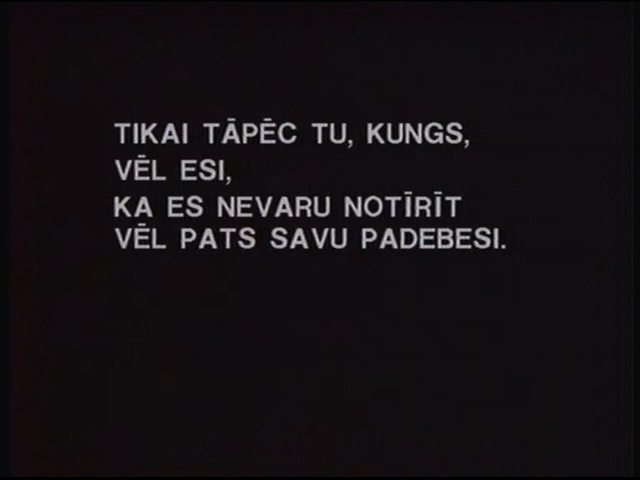 TIKAI TĀPĒC TU, KUNGS,
VĒL ESI,
KA ES NEVARU NOTĪRĪT
VĒL PATS SAVU PADEBESI.